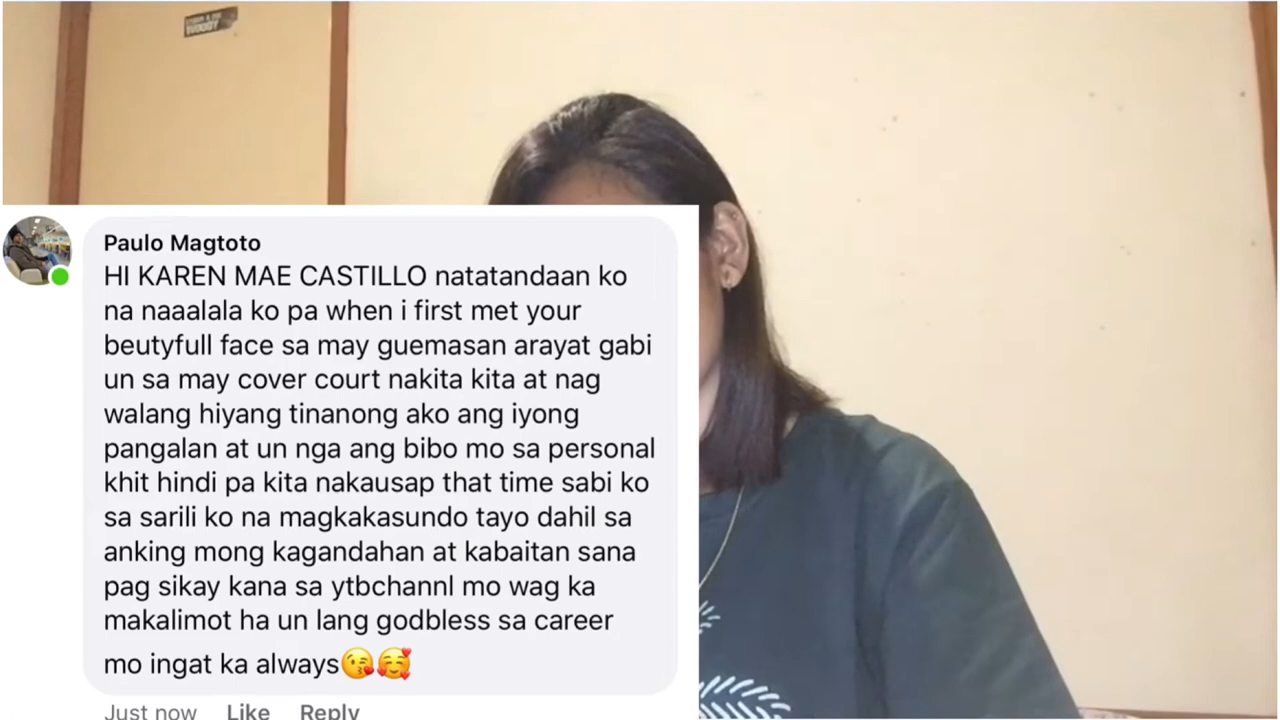 WOODY
Paulo Magtoto
HI KAREN MAE CASTILLO natatandaan ko
na naaalala ko pa when i first met your
beutyfull face sa may guemasan arayat gabi
un sa may cover court nakita kita at nag
walang hiyang tinanong ako ang iyong
pangalan at un nga ang bibo mo sa personal
khit hindi pa kita nakausap that time sabi ko
sa sarili ko na magkakasundo tayo dahil sa
anking mong kagandahan at kabaitan sana
pag sikay kana sa ytbchannl mo wag ka
makalimot ha un lang godbless sa career
mo ingat ka always😘🥰
Just now Like Reply